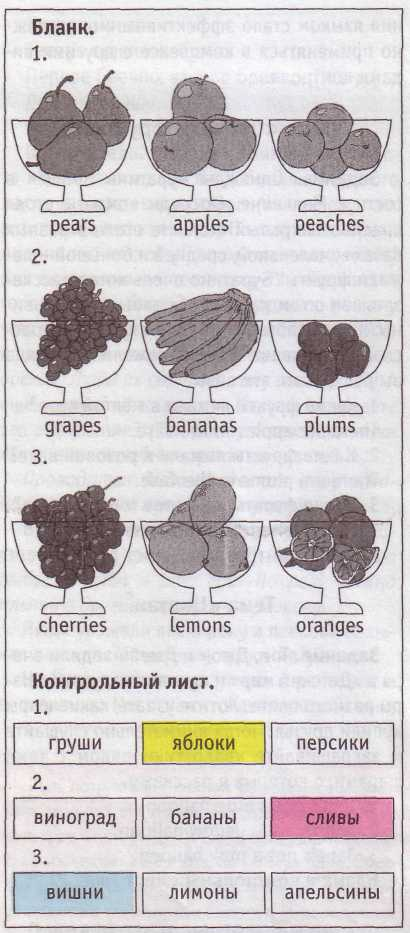 Бланк.
1.
pears apples peaches
2.
grapes bananas plums
3.
cherries lemons oranges
Контрольный лист.
1.
груши яблоки персики
2.
виноград бананы сливы
3.
вишни лимоны апельсины